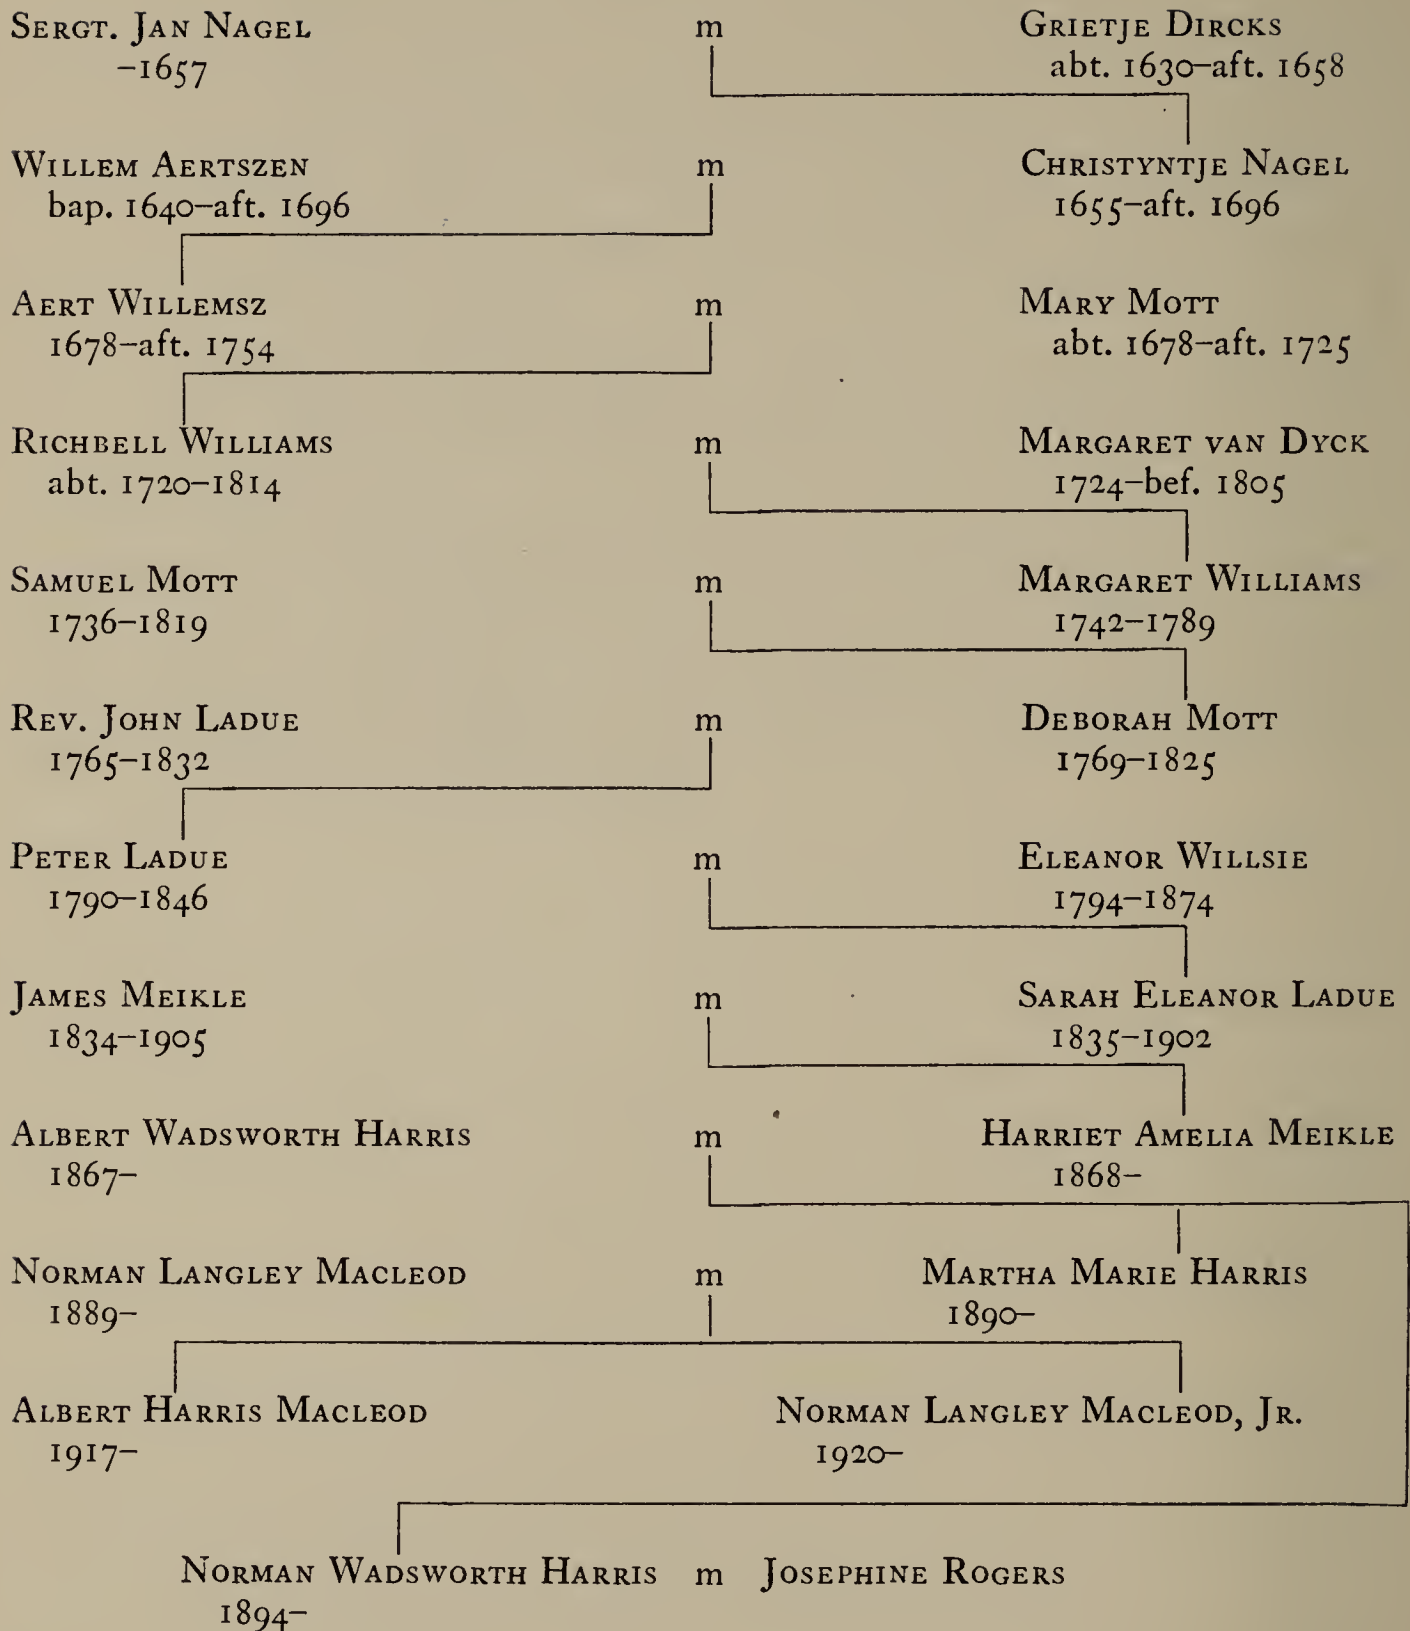 SERGT. JAN NAGEL m GRIETJE DIRCKS
–1657 abt. 1630–aft. 1658
WILLEM AERTSZEN m CHRISTYNTJE NAGEL
bap. 1640–aft. 1696 1655–aft. 1696
AERT WILLEMSZ m MARY MOTT
1678–aft. 1754 abt. 1678–aft. 1725
RICHBELL WILLIAMS m MARGARET VAN DYCK
abt. 1720–1814 1724–bef. 1805
SAMUEL MOTT m MARGARET WILLIAMS
1736–1819 1742–1789
REV. JOHN LADUE m DEBORAH MOTT
1765–1832 1769–1825
PETER LADUE m ELEANOR WILLSIE
1790–1846 1794–1874
JAMES MEIKLE m SARAH ELEANOR LADUE
1834–1905 1835–1902
ALBERT WADSWORTH HARRIS m HARRIET AMELIA MEIKLE
1867– 1868–
NORMAN LANGLEY MACLEOD m MARTHA MARIE HARRIS
1889– 1890–
ALBERT HARRIS MACLEOD NORMAN LANGLEY MACLEOD, JR.
1917– 1920–
NORMAN WADSWORTH HARRIS m JOSEPHINE ROGERS
1894–